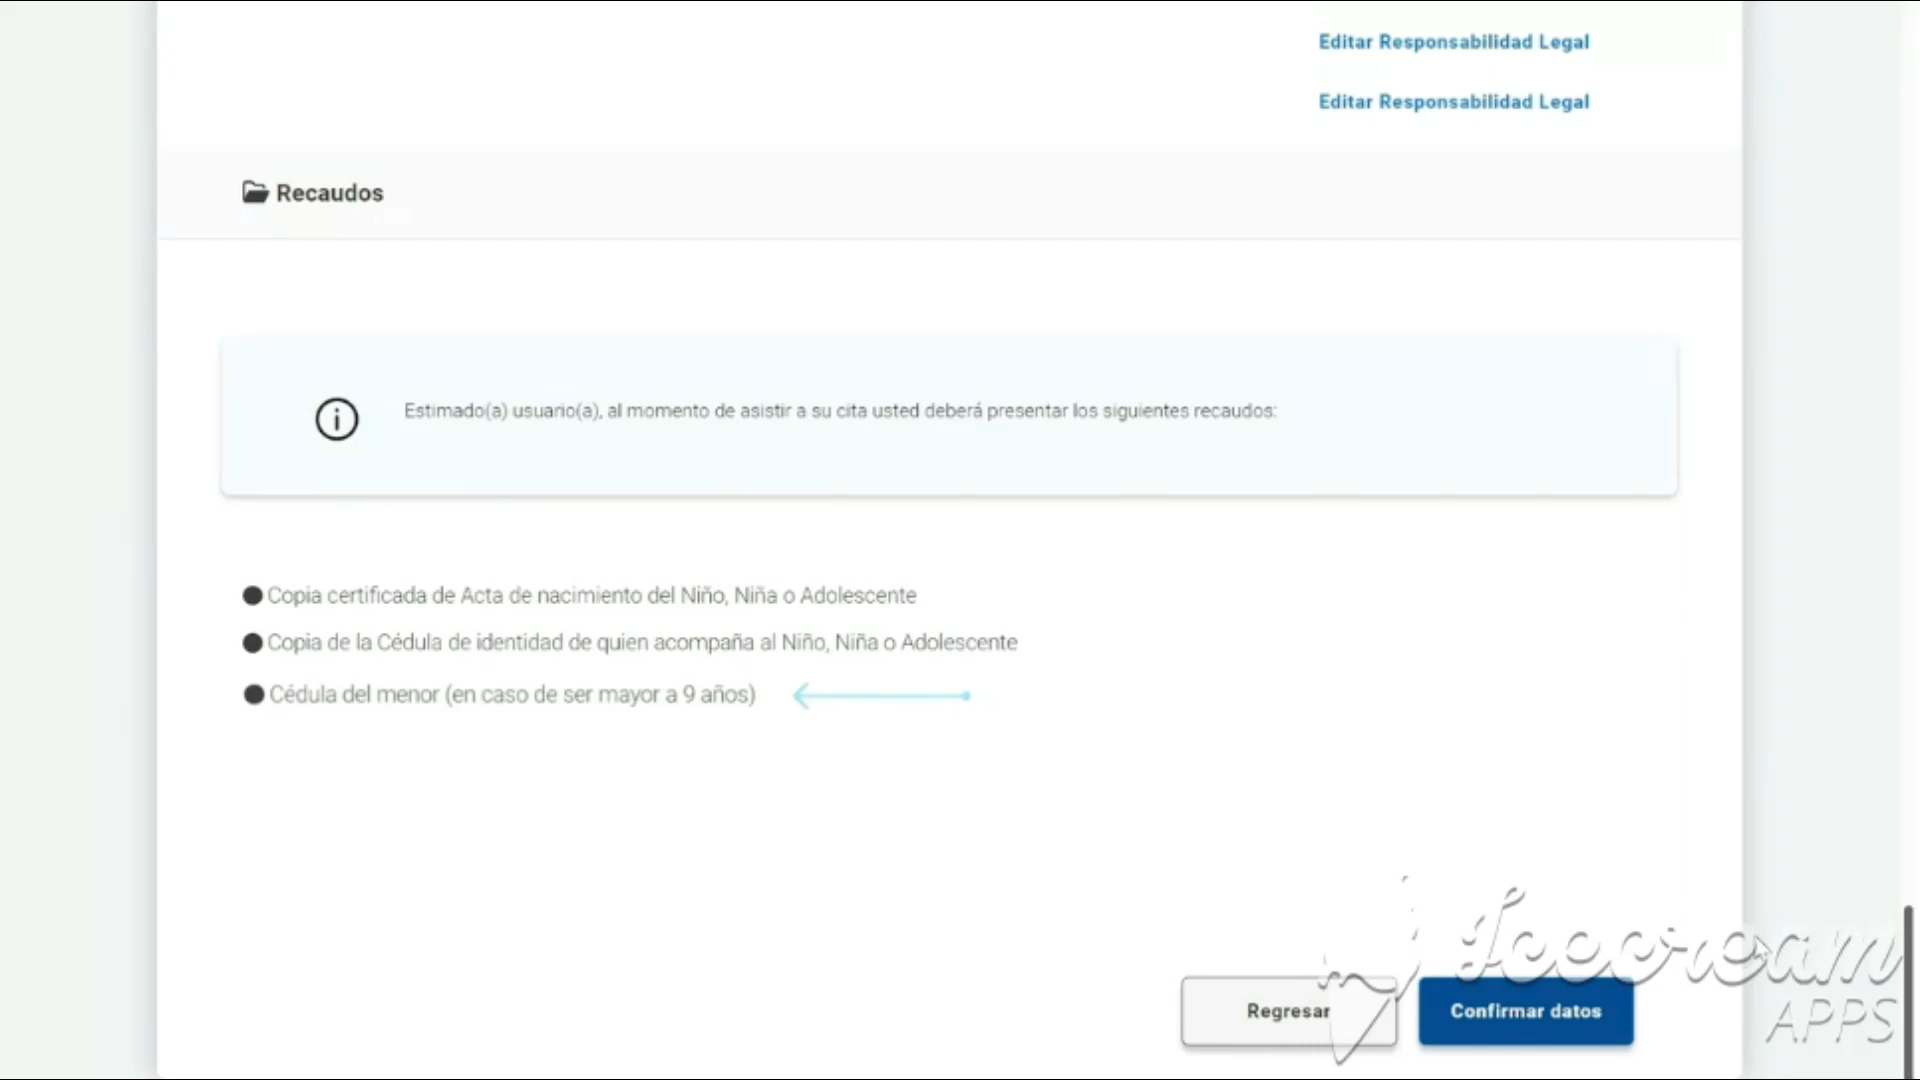 Editar Responsabilidad Legal
Editar Responsabilidad Legal
Recaudos
Estimado(a) usuario(a), al momento de asistir a su cita usted deberá presentar los siguientes recaudos:
Copia certificada de Acta de nacimiento del Niño, Niña o Adolescente
Copia de la Cédula de identidad de quien acompaña al Niño, Niña o Adolescente
Cédula del menor (en caso de ser mayor a 9 años)
Icecream
APPS
Regresar
Confirmar datos